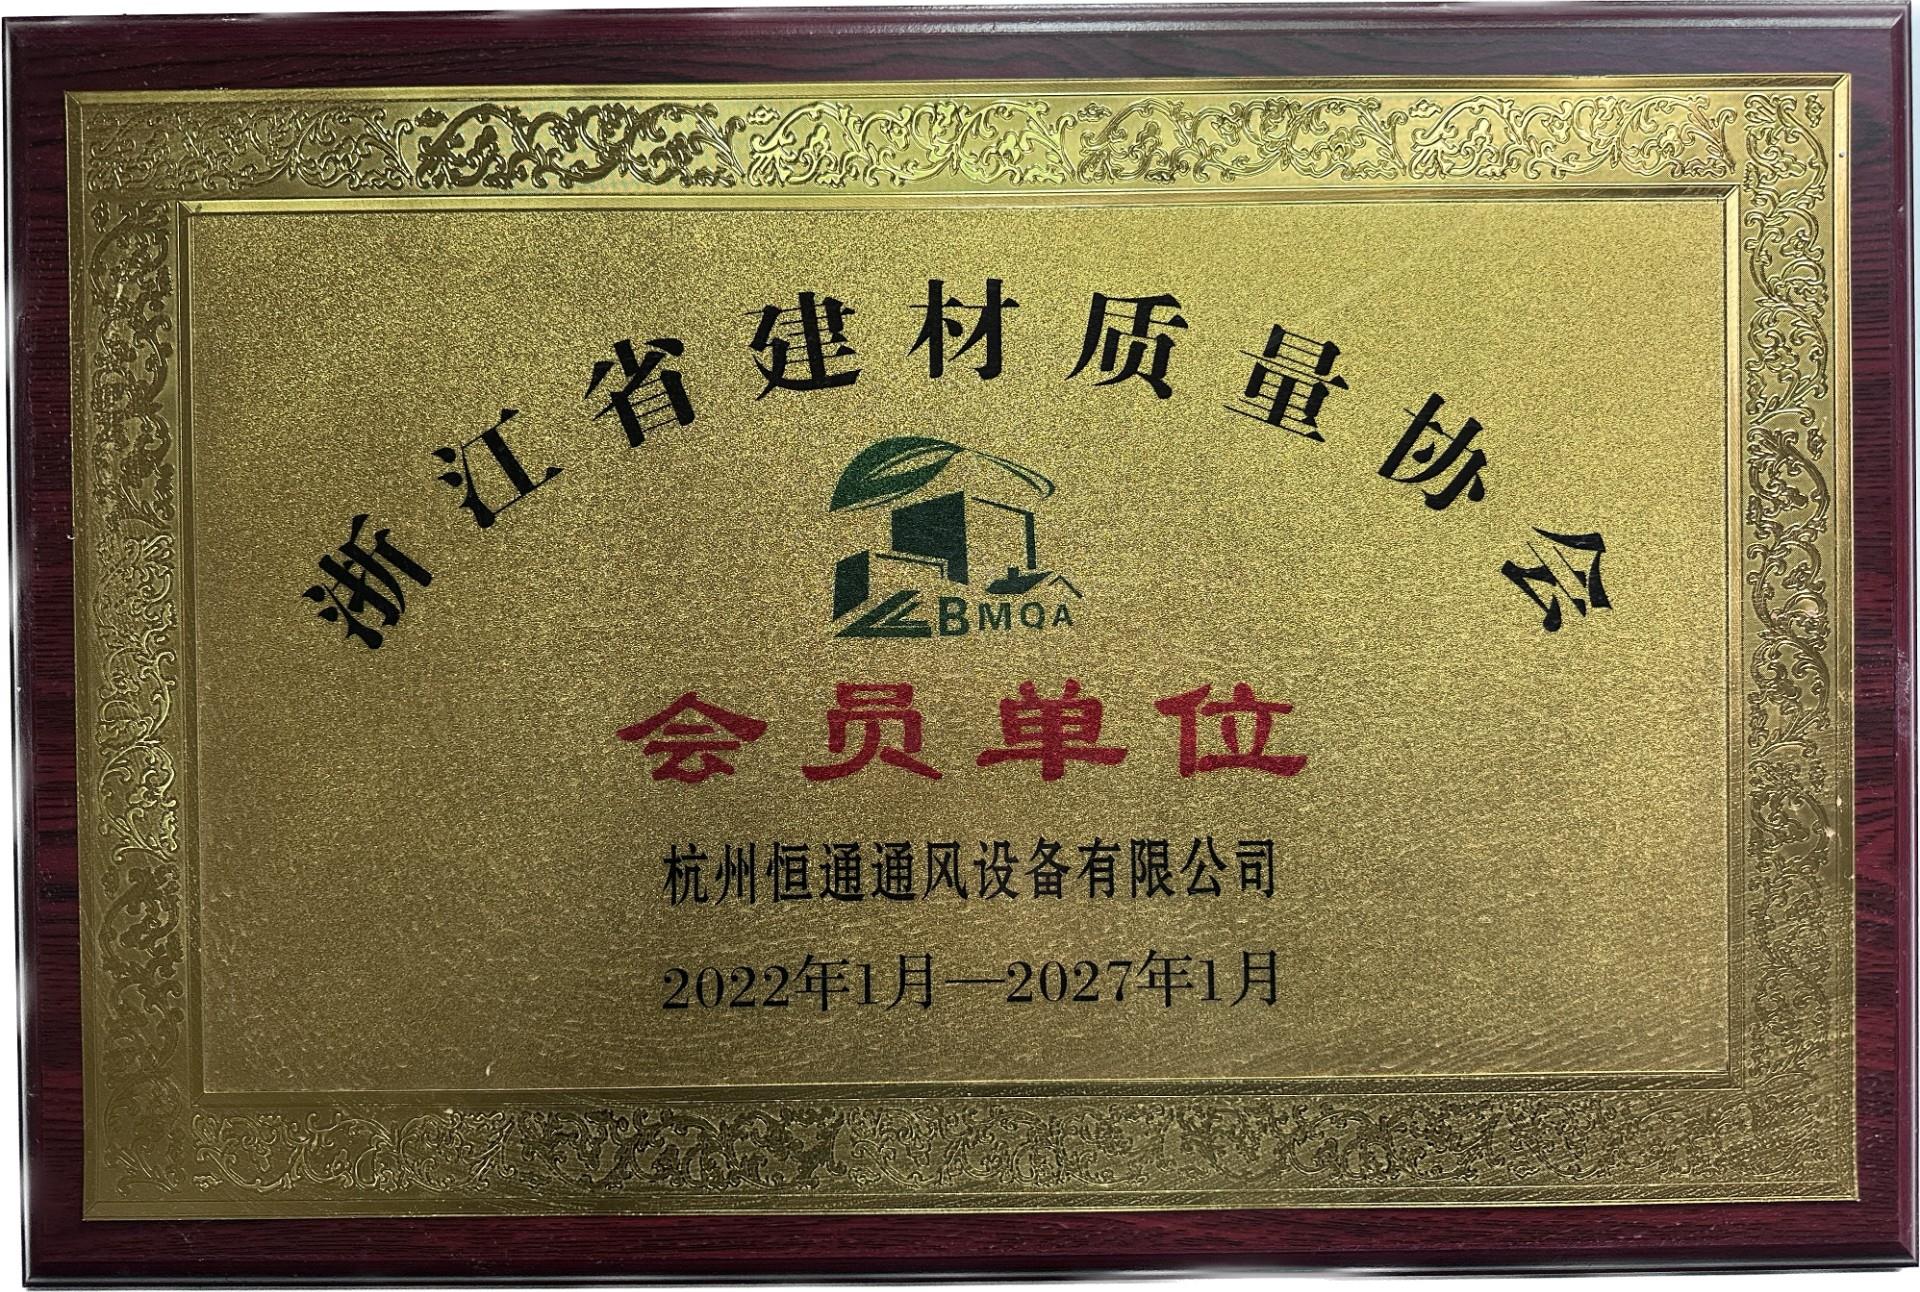 浙江省建材质量协会
BMQA
会员单位
杭州恒通通风设备有限公司
2022年1月—2027年1月